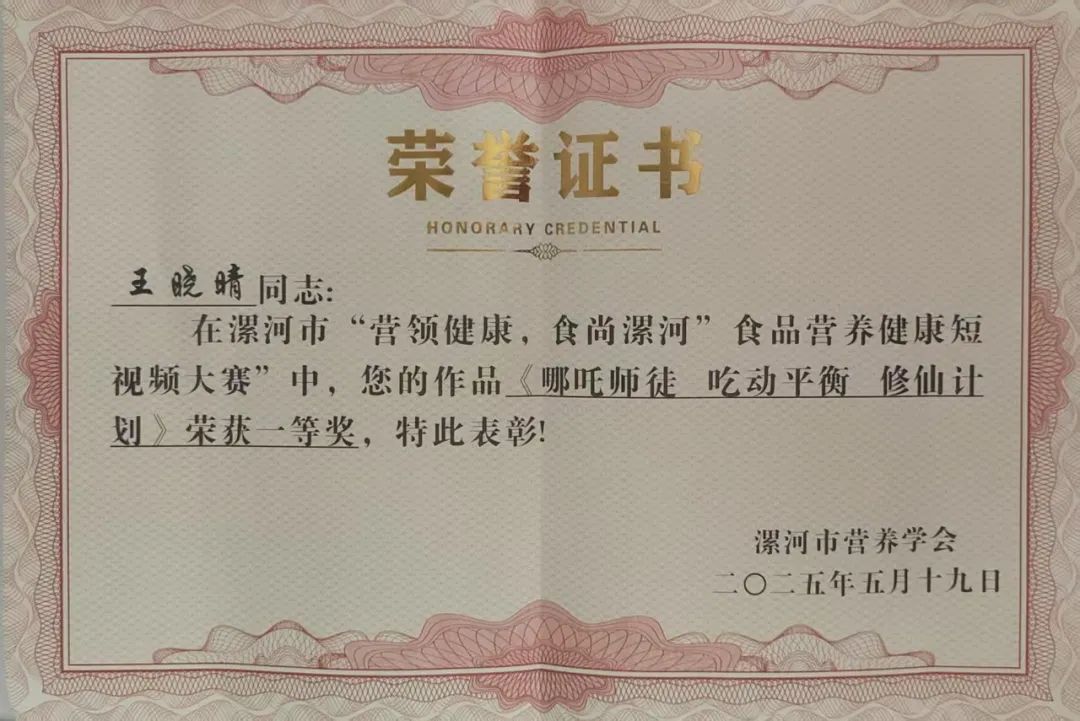 荣誉证书
HONORARY CREDENTIAL
王晓晴同志:
在漯河市“营领健康，食尚漯河”食品营养健康短
视频大赛”中，您的作品《哪吒师徒 吃动平衡 修仙计
划》荣获一等奖，特此表彰!
漯河市营养学会
二〇二五年五月十九日